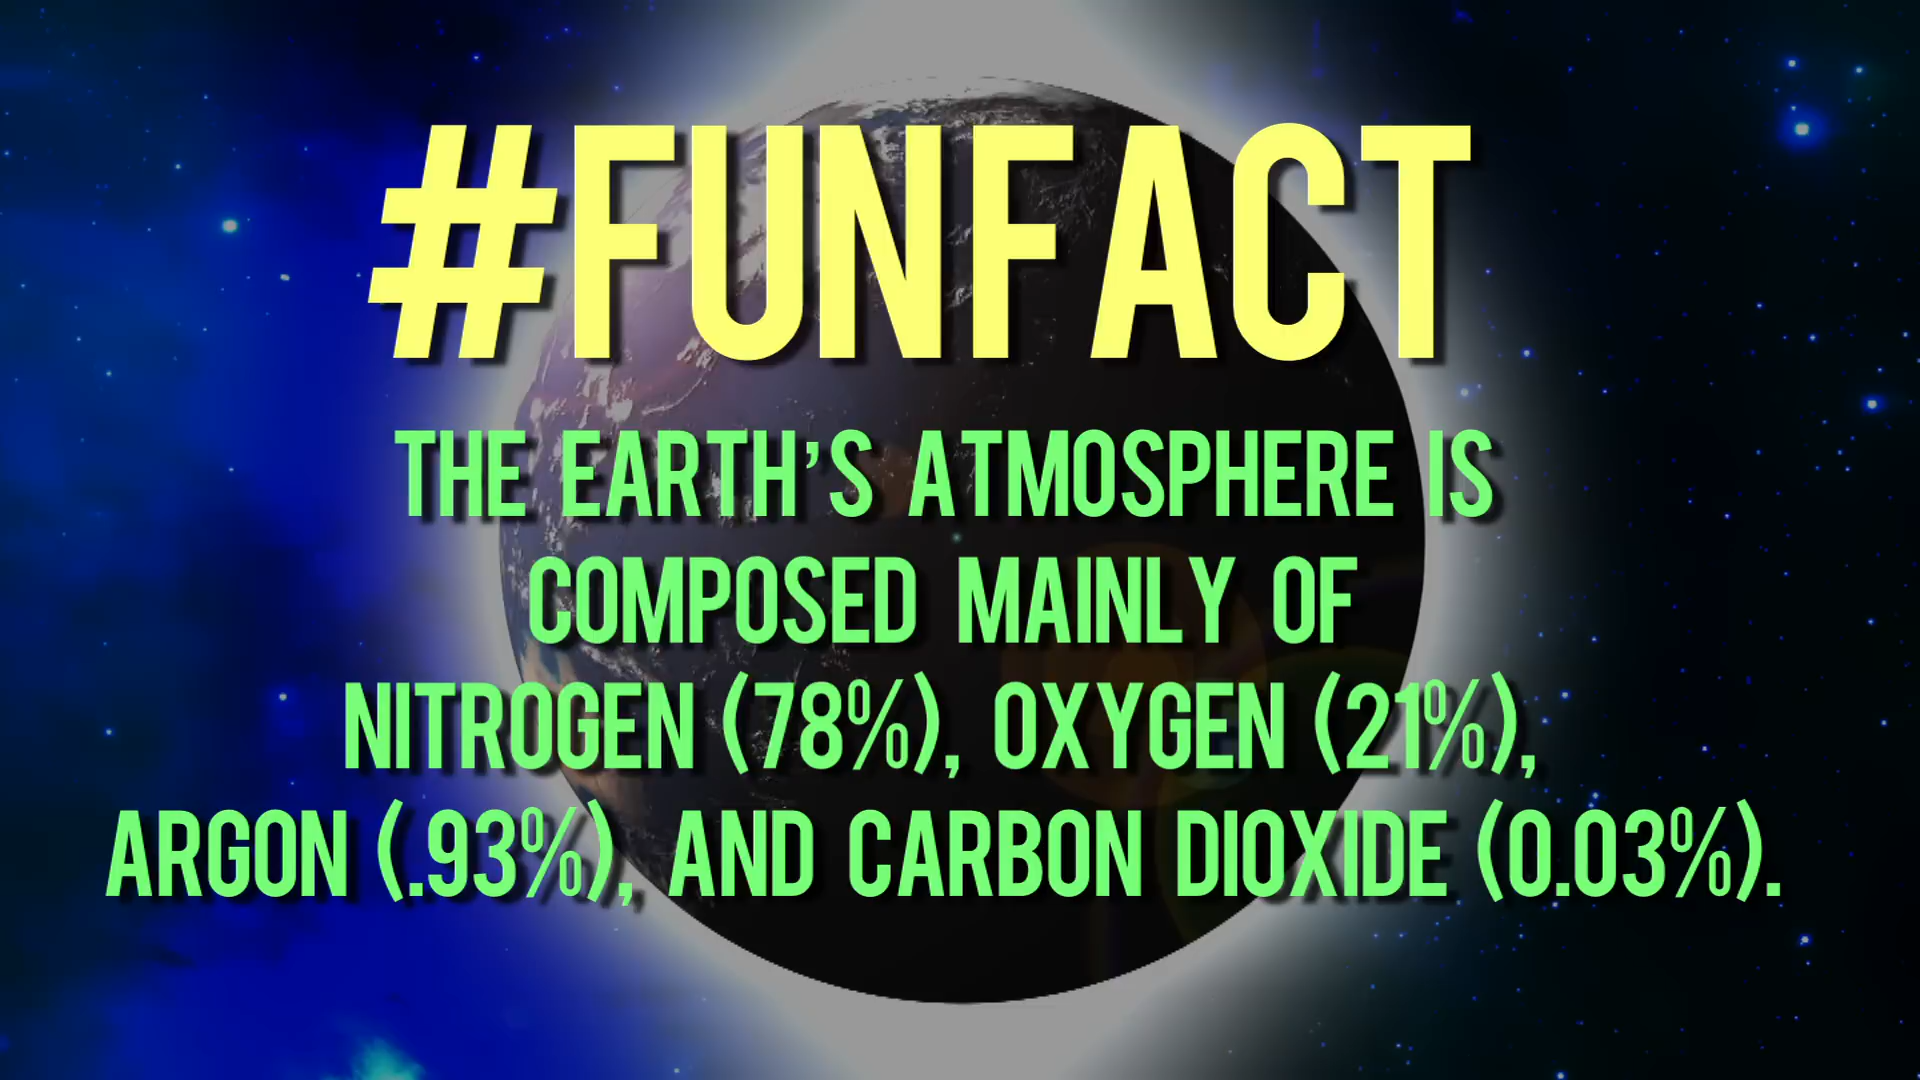 #FUNFACT
THE EARTH'S ATMOSPHERE IS
COMPOSED MAINLY OF
NITROGEN (78%), OXYGEN (21%),
ARGON (.93%), AND CARBON DIOXIDE (0.03%).